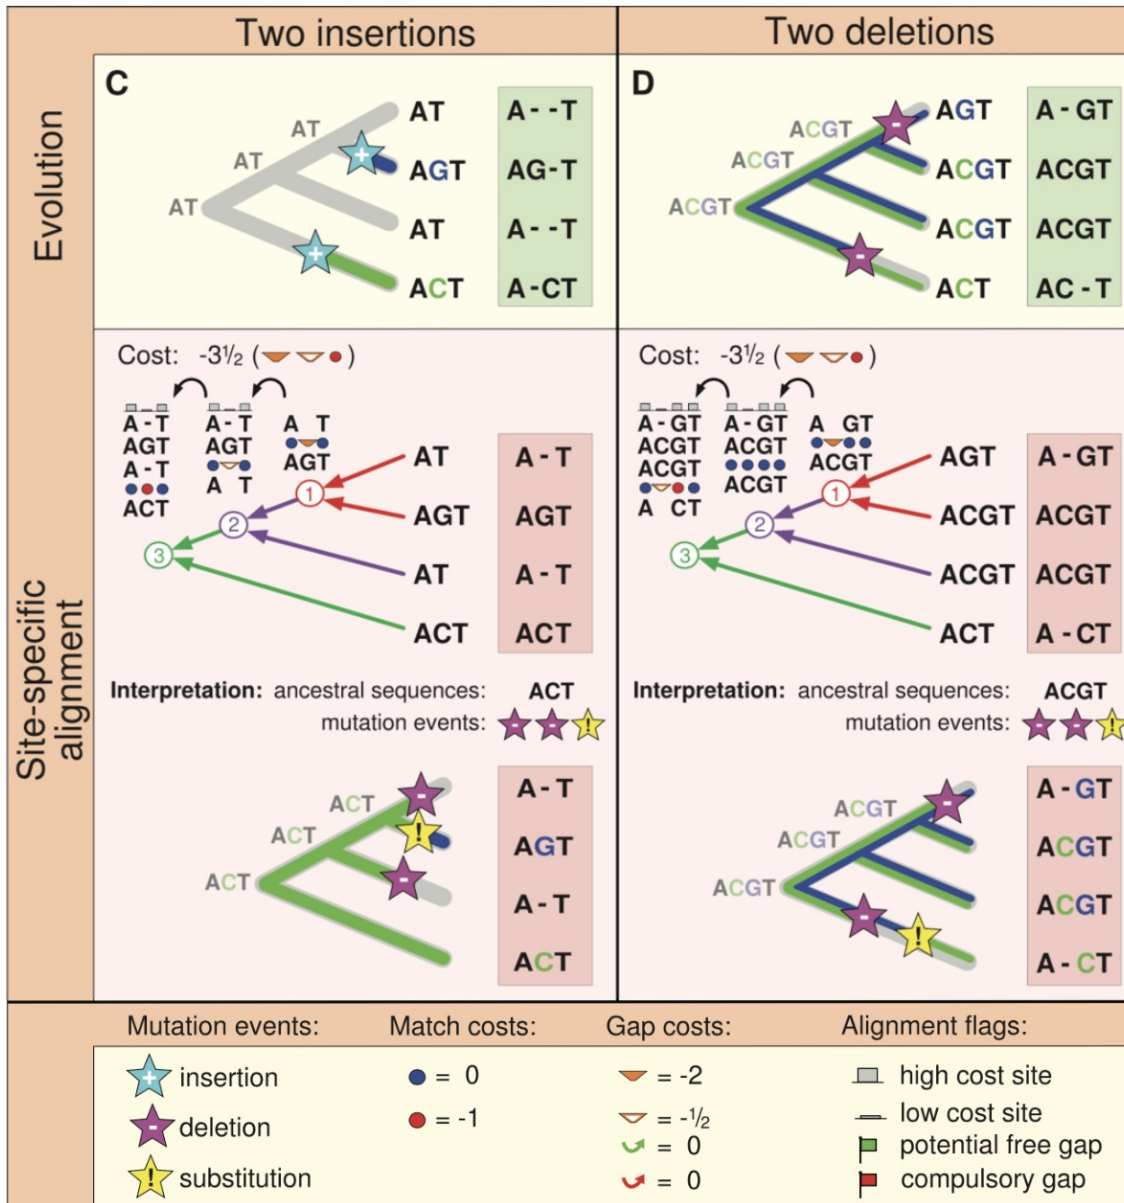 Two insertions
Two deletions
Evolution
C
AT
AT
AT
AT
AGT
AT
ACT
A - - T
AG - T
A - - T
A - CT
+
+
D
ACGT
ACGT
ACGT
AGT
ACGT
ACGT
ACT
A - GT
ACGT
ACGT
AC - T
-
-
Site-specific
alignment
Cost: -3½ ( )
A - T
AGT
A - T
ACT
A - T
AGT
A T
A T
AGT
1
2
3
AT
AGT
AT
ACT
A - T
AGT
A - T
ACT
Interpretation: ancestral sequences: ACT
mutation events: - - !
ACT
ACT
ACT
-
!
-
A - T
AGT
A - T
ACT
Cost: -3½ ( )
A - GT
ACGT
ACGT
A CT
A - GT
ACGT
ACGT
A GT
ACGT
1
2
3
AGT
ACGT
ACGT
ACT
A - GT
ACGT
ACGT
A - CT
Interpretation: ancestral sequences: ACGT
mutation events: - - !
ACGT
ACGT
ACGT
-
-
!
A - GT
ACGT
ACGT
A - CT
Mutation events:
+ insertion
- deletion
! substitution
Match costs:
= 0
= -1
Gap costs:
= -2
= -½
= 0
= 0
Alignment flags:
high cost site
low cost site
potential free gap
compulsory gap